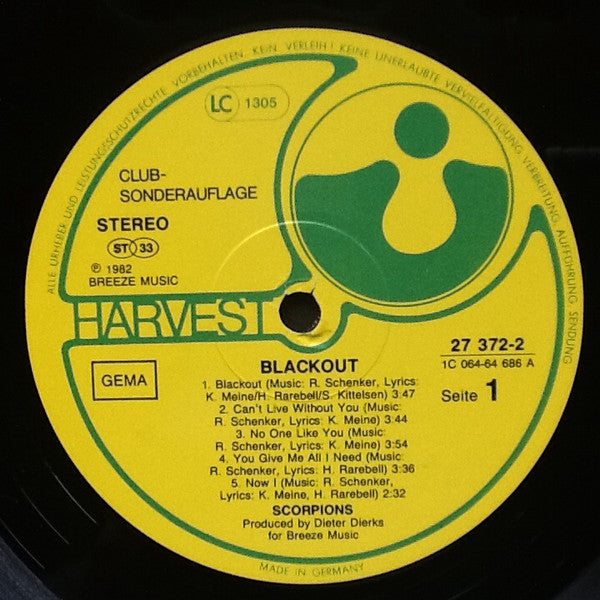 ALLE URHEBER UND LEISTUNGSSCHUTZRECHTE VORBEHALTEN. KEIN VERLEIH! KEINE UNERLAUBTE VERVIELFÄLTIGUNG VERBREITUNG, AUFFÜHRUNG SENDUNG
LC 1305
CLUB-
SONDERAUFLAGE
STEREO
ST 33
℗ 1982
BREEZE MUSIC
HARVEST
GEMA
BLACKOUT
27 372-2
1C 064-64 686 A
Seite 1
1. Blackout (Music: R. Schenker, Lyrics:
K. Meine/H. Rarebell/S. Kittelsen) 3:47
2. Can't Live Without You (Music:
R. Schenker, Lyrics: K. Meine) 3:44
3. No One Like You (Music:
R. Schenker, Lyrics: K. Meine) 3:54
4. You Give Me All I Need (Music:
R. Schenker, Lyrics: H. Rarebell) 3:36
5. Now I (Music: R. Schenker,
Lyrics: K. Meine, H. Rarebell) 2:32
SCORPIONS
Produced by Dieter Dierks
for Breeze Music
MADE IN GERMANY